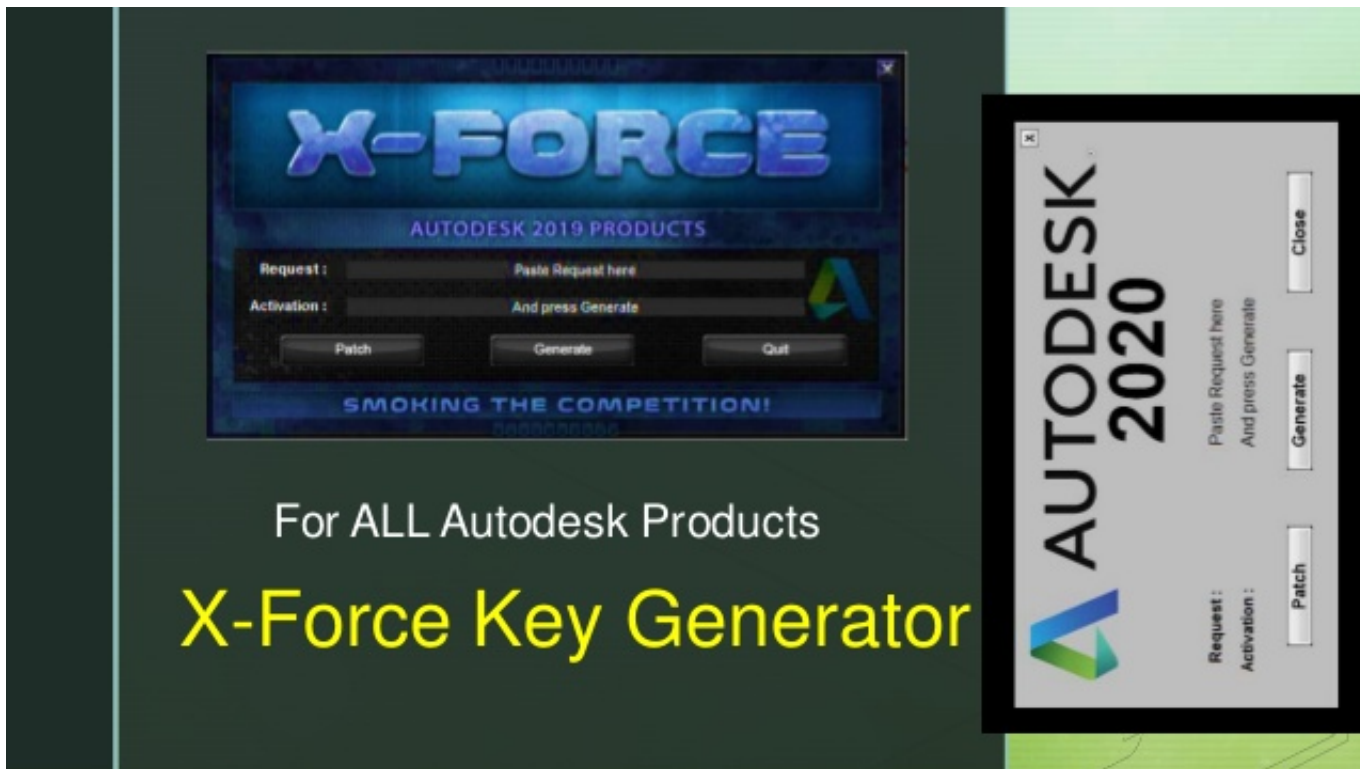 X-FORCE
AUTODESK 2019 PRODUCTS
Request : Paste Request here
Activation : And press Generate
Patch Generate Quit
SMOKING THE COMPETITION!
For ALL Autodesk Products
X-Force Key Generator
x
AUTODESK
2020
Request : Paste Request here
Activation : And press Generate
Patch Generate Close